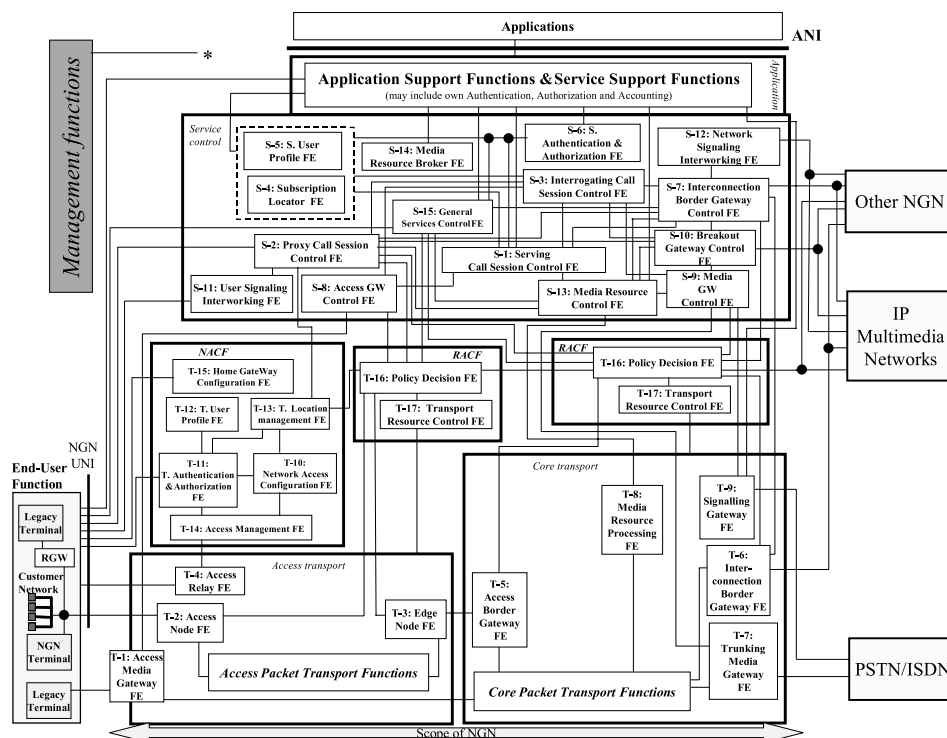 Applications
ANI
Management functions
*
Application Support Functions & Service Support Functions
(may include own Authentication, Authorization and Accounting)
Application
Service
control
S-5: S. User
Profile FE
S-4: Subscription
Locator FE
S-14: Media
Resource Broker FE
S-6: S.
Authentication &
Authorization FE
S-12: Network
Signaling
Interworking FE
S-3: Interrogating Call
Session Control FE
S-7: Interconnection
Border Gateway
Control FE
S-15: General
Services Control FE
S-10: Breakout
Gateway Control
FE
S-2: Proxy Call Session
Control FE
S-1: Serving
Call Session Control FE
S-11: User Signaling
Interworking FE
S-8: Access GW
Control FE
S-13: Media Resource
Control FE
S-9: Media
GW
Control FE
Other NGN
IP
Multimedia
Networks
PSTN/ISDN
NACF
T-15: Home GateWay
Configuration FE
T-12: T. User
Profile FE
T-13: T. Location
management FE
T-11:
T. Authentication
& Authorization
FE
T-10:
Network Access
Configuration FE
T-14: Access Management FE
RACF
T-16: Policy Decision FE
T-17: Transport
Resource Control FE
RACF
T-16: Policy Decision FE
T-17: Transport
Resource Control FE
NGN
UNI
End-User
Function
Legacy
Terminal
RGW
Customer
Network
NGN
Terminal
Legacy
Terminal
Access transport
T-4: Access
Relay FE
T-2: Access
Node FE
T-3: Edge
Node FE
T-1: Access
Media
Gateway
FE
Access Packet Transport Functions
Core transport
T-8:
Media
Resource
Processing
FE
T-9:
Signalling
Gateway
FE
T-5:
Access
Border
Gateway FE
T-6:
Inter-
connection
Border
Gateway FE
T-7:
Trunking
Media
Gateway
FE
Core Packet Transport Functions
Scope of NGN